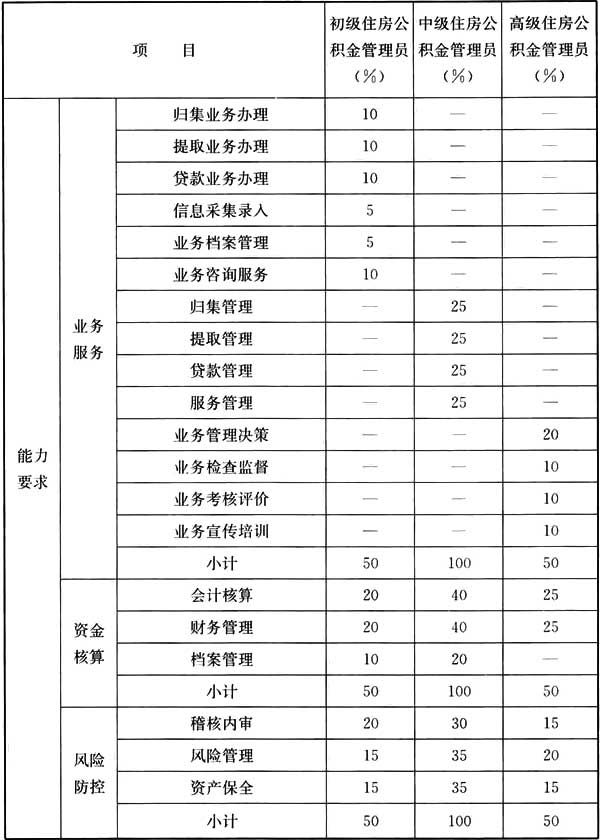 项 目 初级住房公积金管理员（％） 中级住房公积金管理员（％） 高级住房公积金管理员（％）
能力要求
业务服务
归集业务办理 10 — —
提取业务办理 10 — —
贷款业务办理 10 — —
信息采集录入 5 — —
业务档案管理 5 — —
业务咨询服务 10 — —
归集管理 — 25 —
提取管理 — 25 —
贷款管理 — 25 —
服务管理 — 25 —
业务管理决策 — — 20
业务检查监督 — — 10
业务考核评价 — — 10
业务宣传培训 — — 10
小计 50 100 50
资金核算
会计核算 20 40 25
财务管理 20 40 25
档案管理 10 20 —
小计 50 100 50
风险防控
稽核内审 20 30 15
风险管理 15 35 20
资产保全 15 35 15
小计 50 100 50